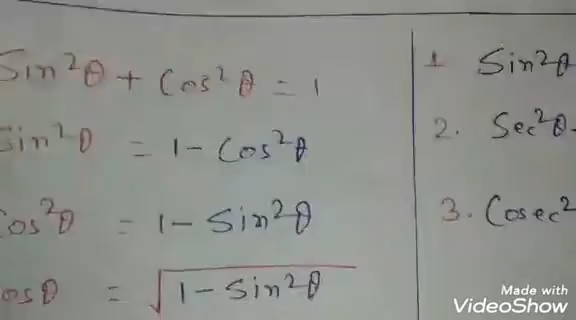 Sin²θ + Cos²θ = 1
Sin²θ = 1 - Cos²θ
Cos²θ = 1 - Sin²θ
Cosθ = √1 - Sin²θ
1 Sin²θ
2. Sec²θ-
3. Cosec²
Made with
VideoShow